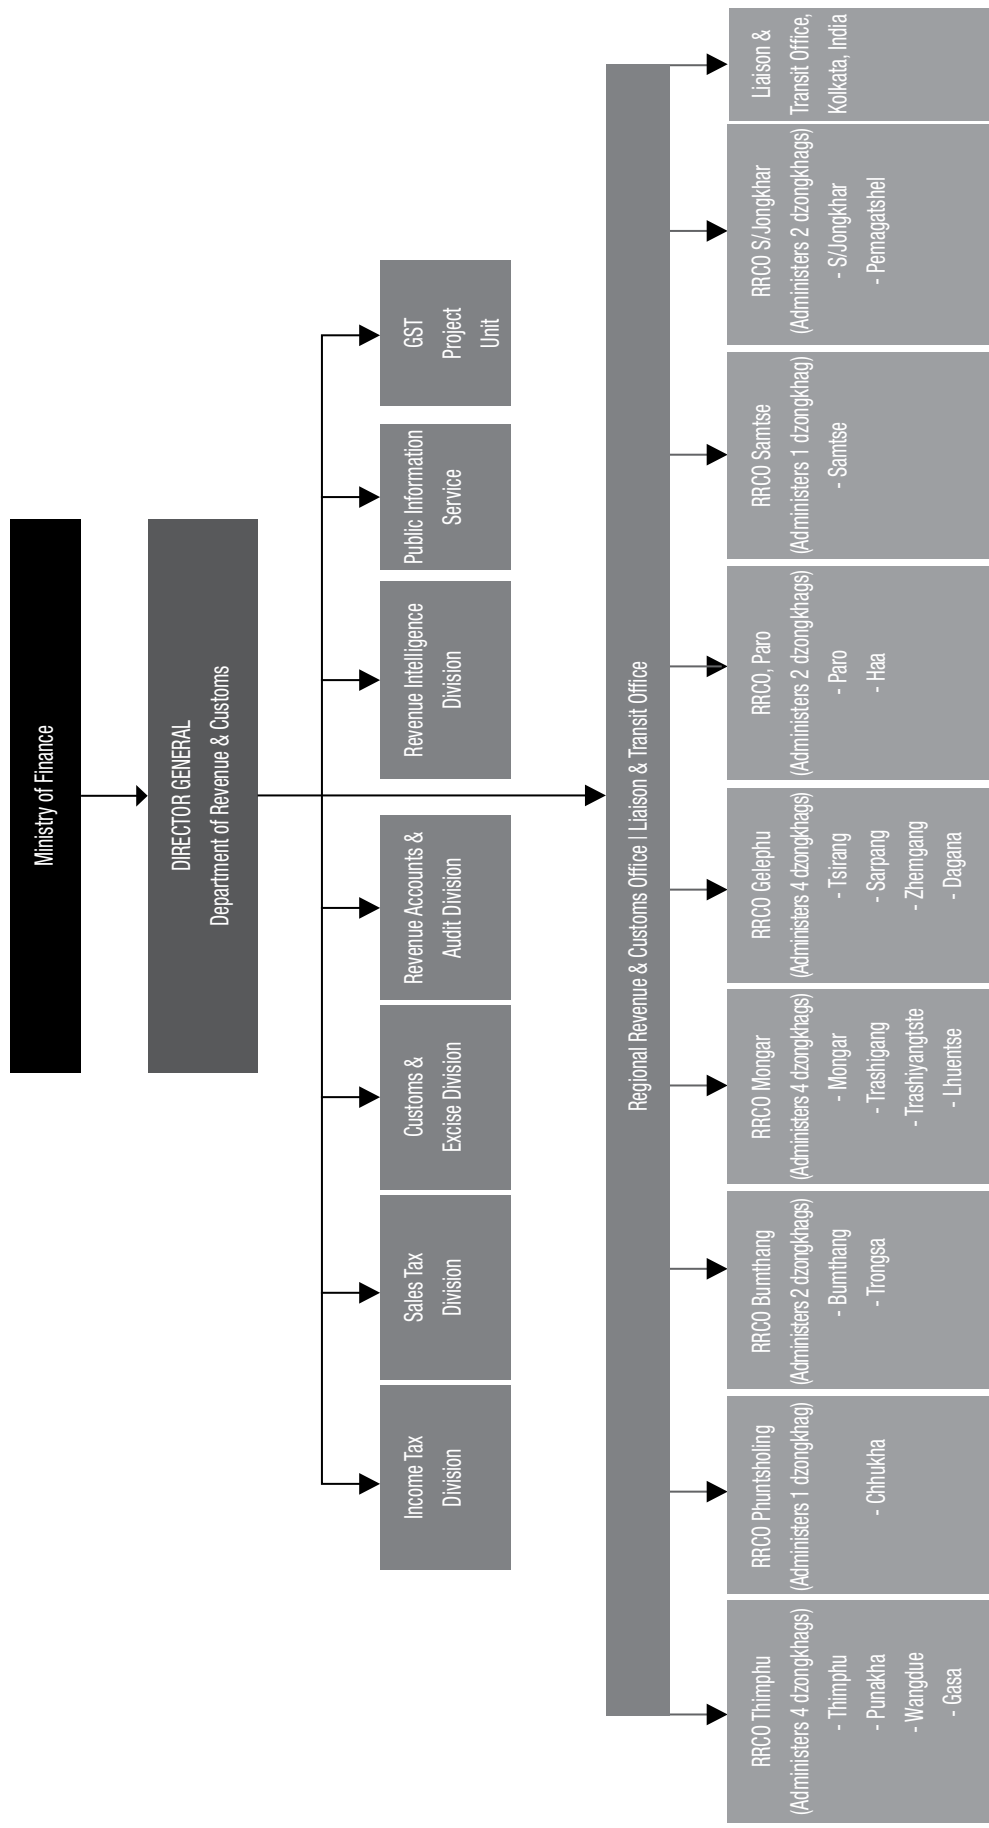 Ministry of Finance
DIRECTOR GENERAL
Department of Revenue & Customs
Income Tax
Division
Sales Tax
Division
Customs &
Excise Division
Revenue Accounts &
Audit Division
Revenue Intelligence
Division
Public Information
Service
GST
Project
Unit
Regional Revenue & Customs Office | Liaison & Transit Office
RRCO Thimphu
(Administers 4 dzongkhags)
- Thimphu
- Punakha
- Wangdue
- Gasa
RRCO Phuntsholing
(Administers 1 dzongkhag)
- Chhukha
RRCO Bumthang
(Administers 2 dzongkhags)
- Bumthang
- Trongsa
RRCO Mongar
(Administers 4 dzongkhags)
- Mongar
- Trashigang
- Trashiyangtste
- Lhuentse
RRCO Gelephu
(Administers 4 dzongkhags)
- Tsirang
- Sarpang
- Zhemgang
- Dagana
RRCO, Paro
(Administers 2 dzongkhags)
- Paro
- Haa
RRCO Samtse
(Administers 1 dzongkhag)
- Samtse
RRCO S/Jongkhar
(Administers 2 dzongkhags)
- S/Jongkhar
- Pemagatshel
Liaison &
Transit Office,
Kolkata, India